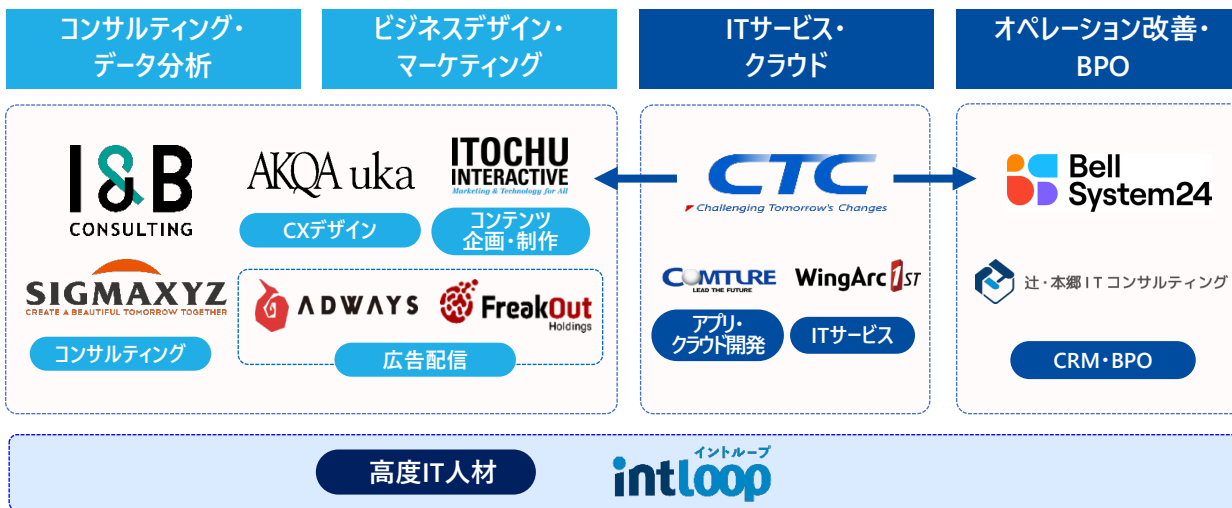 コンサルティング・
データ分析
ビジネスデザイン・
マーケティング
ITサービス・
クラウド
オペレーション改善・
BPO
I&B
CONSULTING
AKQA uka
CXデザイン
ITOCHU
INTERACTIVE
Marketing & Technology for All
コンテンツ
企画・制作
SIGMAXYZ
CREATE A BEAUTIFUL TOMORROW TOGETHER
コンサルティング
ADWAYS
FreakOut
Holdings
広告配信
CTC
Challenging Tomorrow's Changes
COMTURE
LEAD THE FUTURE
WingArc1ST
アプリ・
クラウド開発
ITサービス
Bell
System24
辻・本郷 ITコンサルティング
CRM・BPO
高度IT人材
イントループ
intloop